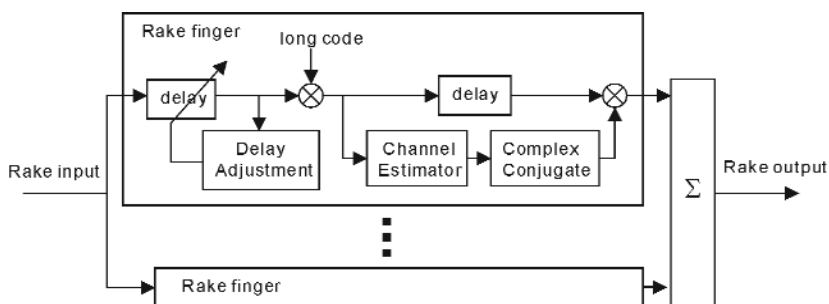 Rake finger
long code
delay
delay
Delay
Adjustment
Channel
Estimator
Complex
Conjugate
Rake input
Σ
Rake output
Rake finger